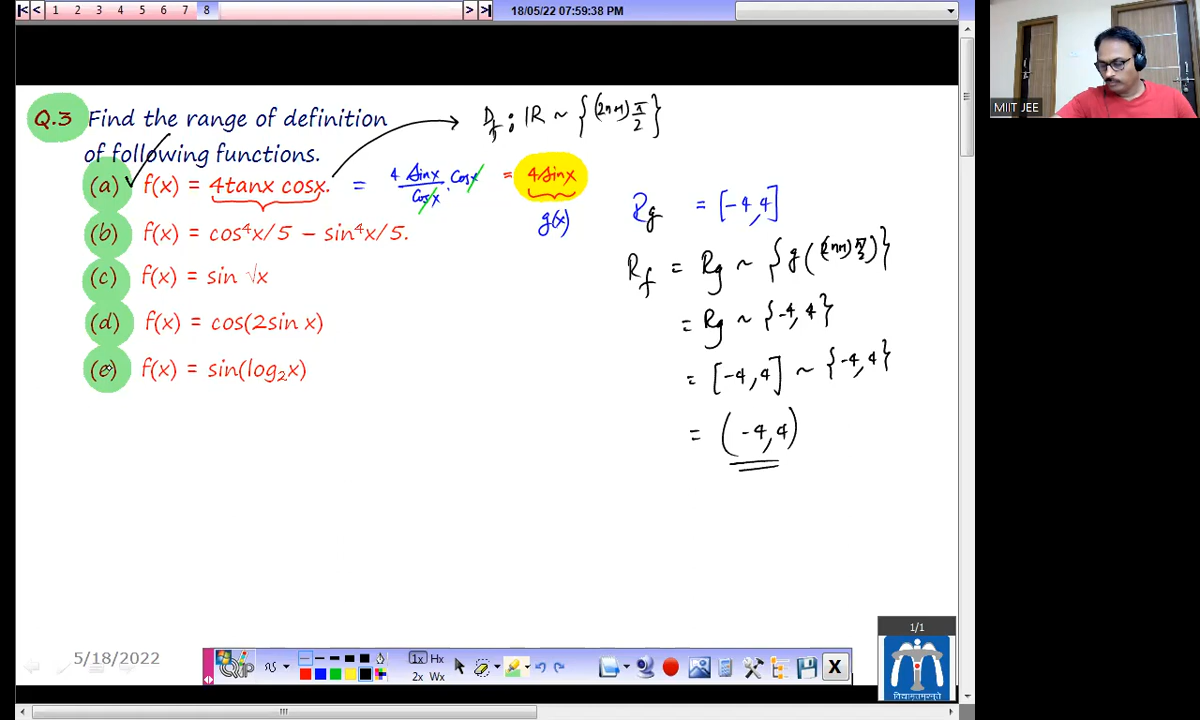 1 2 3 4 5 6 7 8
18/05/22 07:59:38 PM
MIIT JEE
Q.3 Find the range of definition
of following functions.
D_f : IR ~ {(2n+1) π/2}
(a) f(x) = 4tanx cosx. = 4 Sinx/Cosx . Cosx = 4Sinx
g(x)
(b) f(x) = cos⁴x/5 – sin⁴x/5.
(c) f(x) = sin √x
(d) f(x) = cos(2sin x)
(e) f(x) = sin(log₂x)
Rg = [-4,4]
R_f = Rg ~ {g((2n+1) π/2)}
= Rg ~ {-4, 4}
= [-4, 4] ~ {-4, 4}
= (-4, 4)
5/18/2022
1x Hx
2x Wx
X
1/1